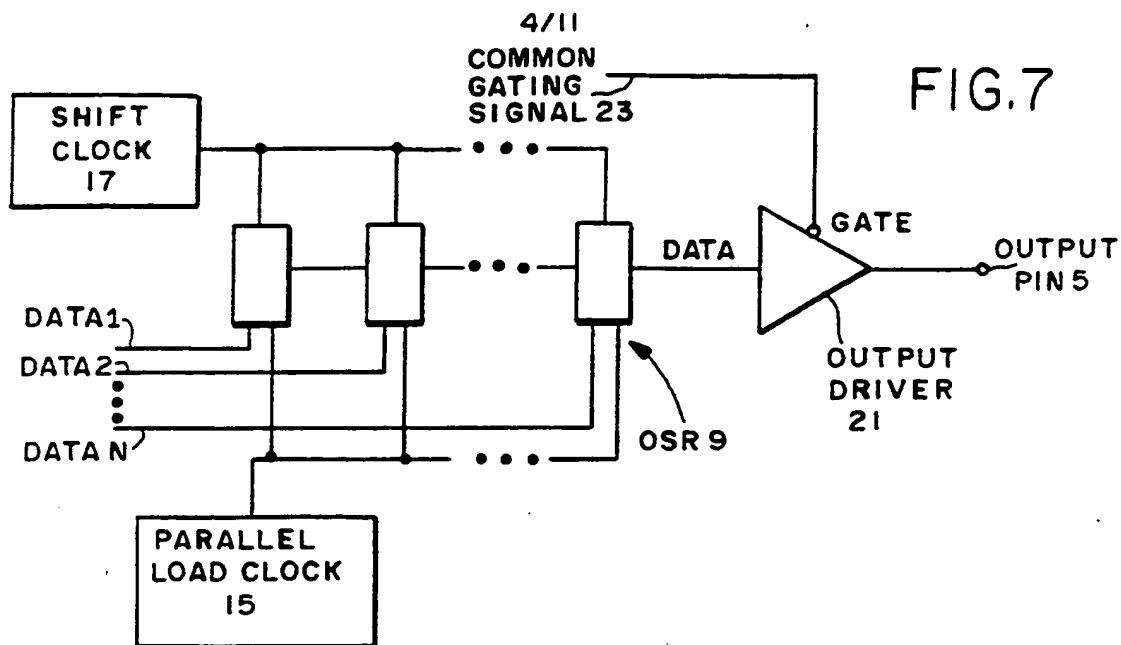 4/11
COMMON
GATING
SIGNAL 23
FIG.7
SHIFT
CLOCK
17
GATE
DATA
OUTPUT
PIN 5
DATA1
DATA2
DATA N
OUTPUT
DRIVER
21
OSR 9
PARALLEL
LOAD CLOCK
15